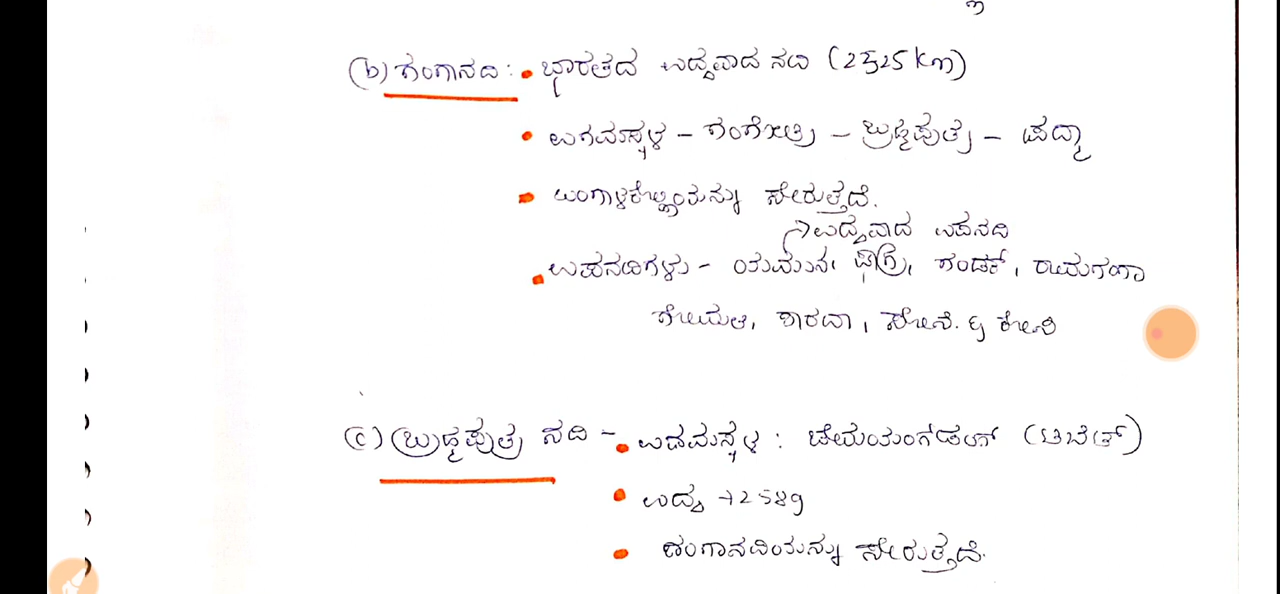 (b) ಗಂಗಾನದಿ: • ಭಾರತದ ಉದ್ದವಾದ ನದಿ (2525 km)
• ಉಗಮಸ್ಥಳ – ಗಂಗೋತ್ರಿ – ಬ್ರಹ್ಮಪುತ್ರ – ಪದ್ಮಾ
• ಬಂಗಾಳಕೊಲ್ಲಿಯನ್ನು ಸೇರುತ್ತದೆ.
→ ಉದ್ದವಾದ ಉಪನದಿ
• ಉಪನದಿಗಳು – ಯಮುನಾ, ಘಾಗ್ರ, ಗಂಡಕ್, ರಾಮಗಂಗಾ
ಗೋಮತಿ, ಶಾರದಾ, ಸೋನೆ. & ಕೋಸಿ
(c) ಬ್ರಹ್ಮಪುತ್ರ ನದಿ – • ಉಗಮಸ್ಥಳ : ಚೆಮಯಂಗಡಂಗ್ (ಟಿಬೆಟ್)
• ಉದ್ದ → 2589
• ಗಂಗಾನದಿಯನ್ನು ಸೇರುತ್ತದೆ.